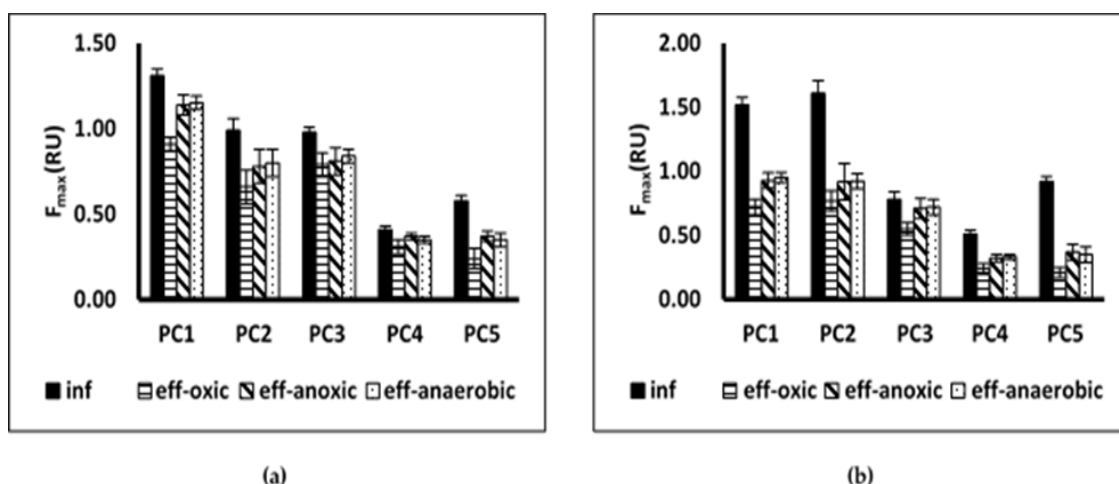 1.50
1.00
0.50
0.00
Fmax(RU)
PC1 PC2 PC3 PC4 PC5
inf eff-oxic eff-anoxic eff-anaerobic
(a)
2.00
1.50
1.00
0.50
0.00
Fmax(RU)
PC1 PC2 PC3 PC4 PC5
inf eff-oxic eff-anoxic eff-anaerobic
(b)